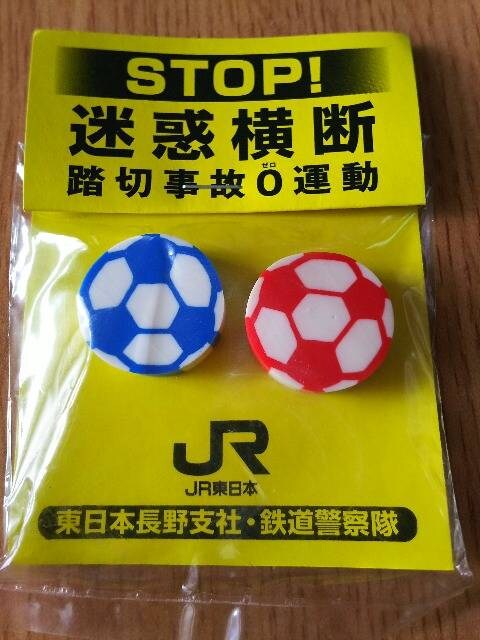 STOP!
迷惑横断
ゼロ
踏切事故0運動
JR
JR東日本
東日本長野支社・鉄道警察隊